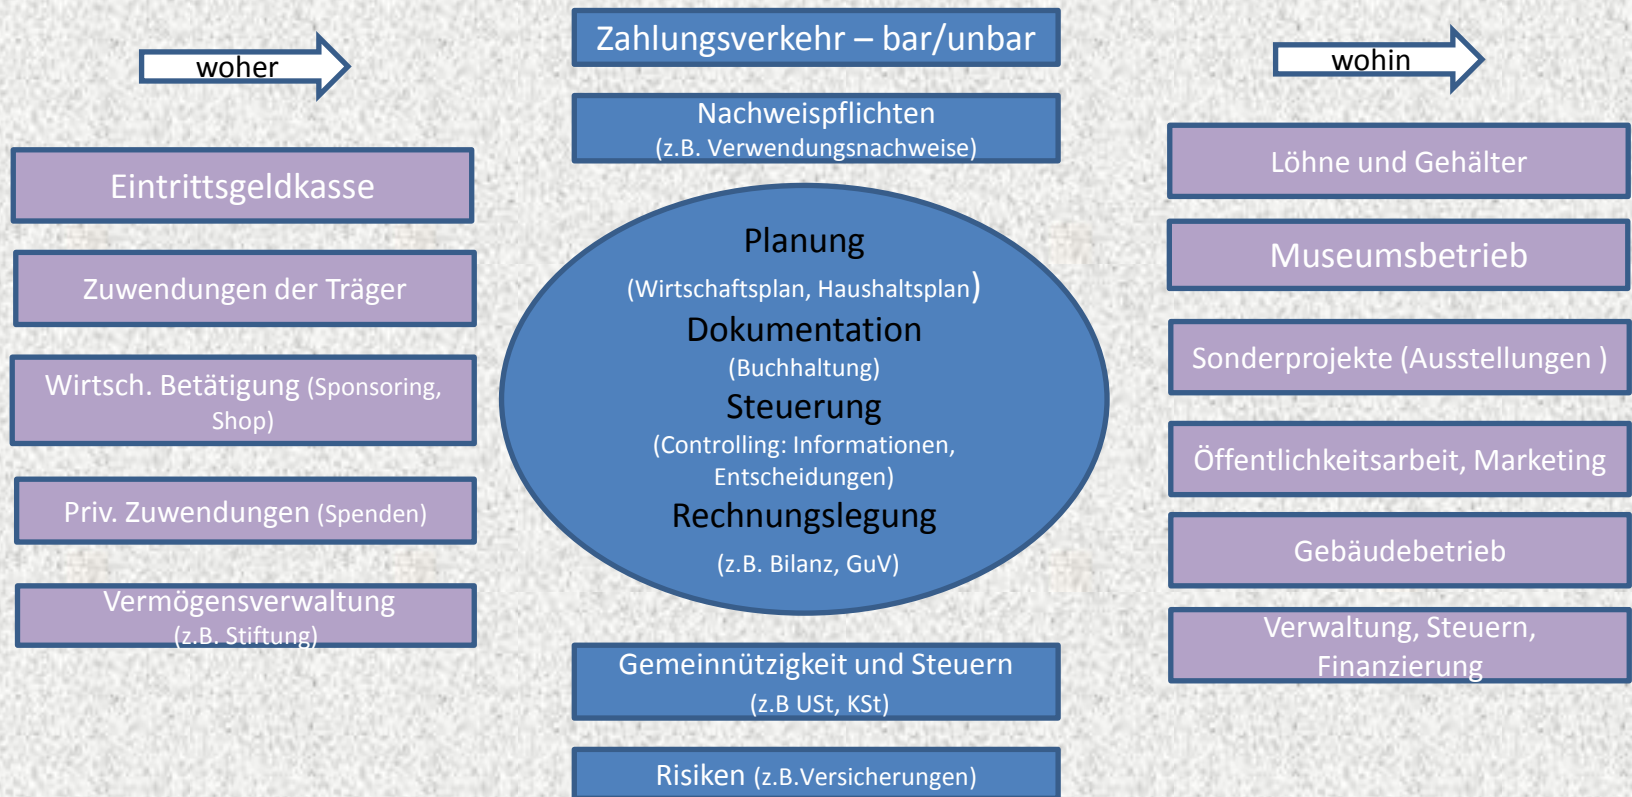 woher
Eintrittsgeldkasse
Zuwendungen der Träger
Wirtsch. Betätigung (Sponsoring,
Shop)
Priv. Zuwendungen (Spenden)
Vermögensverwaltung
(z.B. Stiftung)
Zahlungsverkehr – bar/unbar
Nachweispflichten
(z.B. Verwendungsnachweise)
Planung
(Wirtschaftsplan, Haushaltsplan)
Dokumentation
(Buchhaltung)
Steuerung
(Controlling: Informationen,
Entscheidungen)
Rechnungslegung
(z.B. Bilanz, GuV)
Gemeinnützigkeit und Steuern
(z.B USt, KSt)
Risiken (z.B.Versicherungen)
wohin
Löhne und Gehälter
Museumsbetrieb
Sonderprojekte (Ausstellungen )
Öffentlichkeitsarbeit, Marketing
Gebäudebetrieb
Verwaltung, Steuern,
Finanzierung